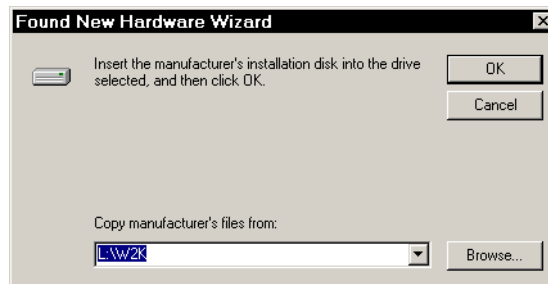 Found New Hardware Wizard
Insert the manufacturer's installation disk into the drive
selected, and then click OK.
OK
Cancel
Copy manufacturer's files from:
L:\W2K
Browse...